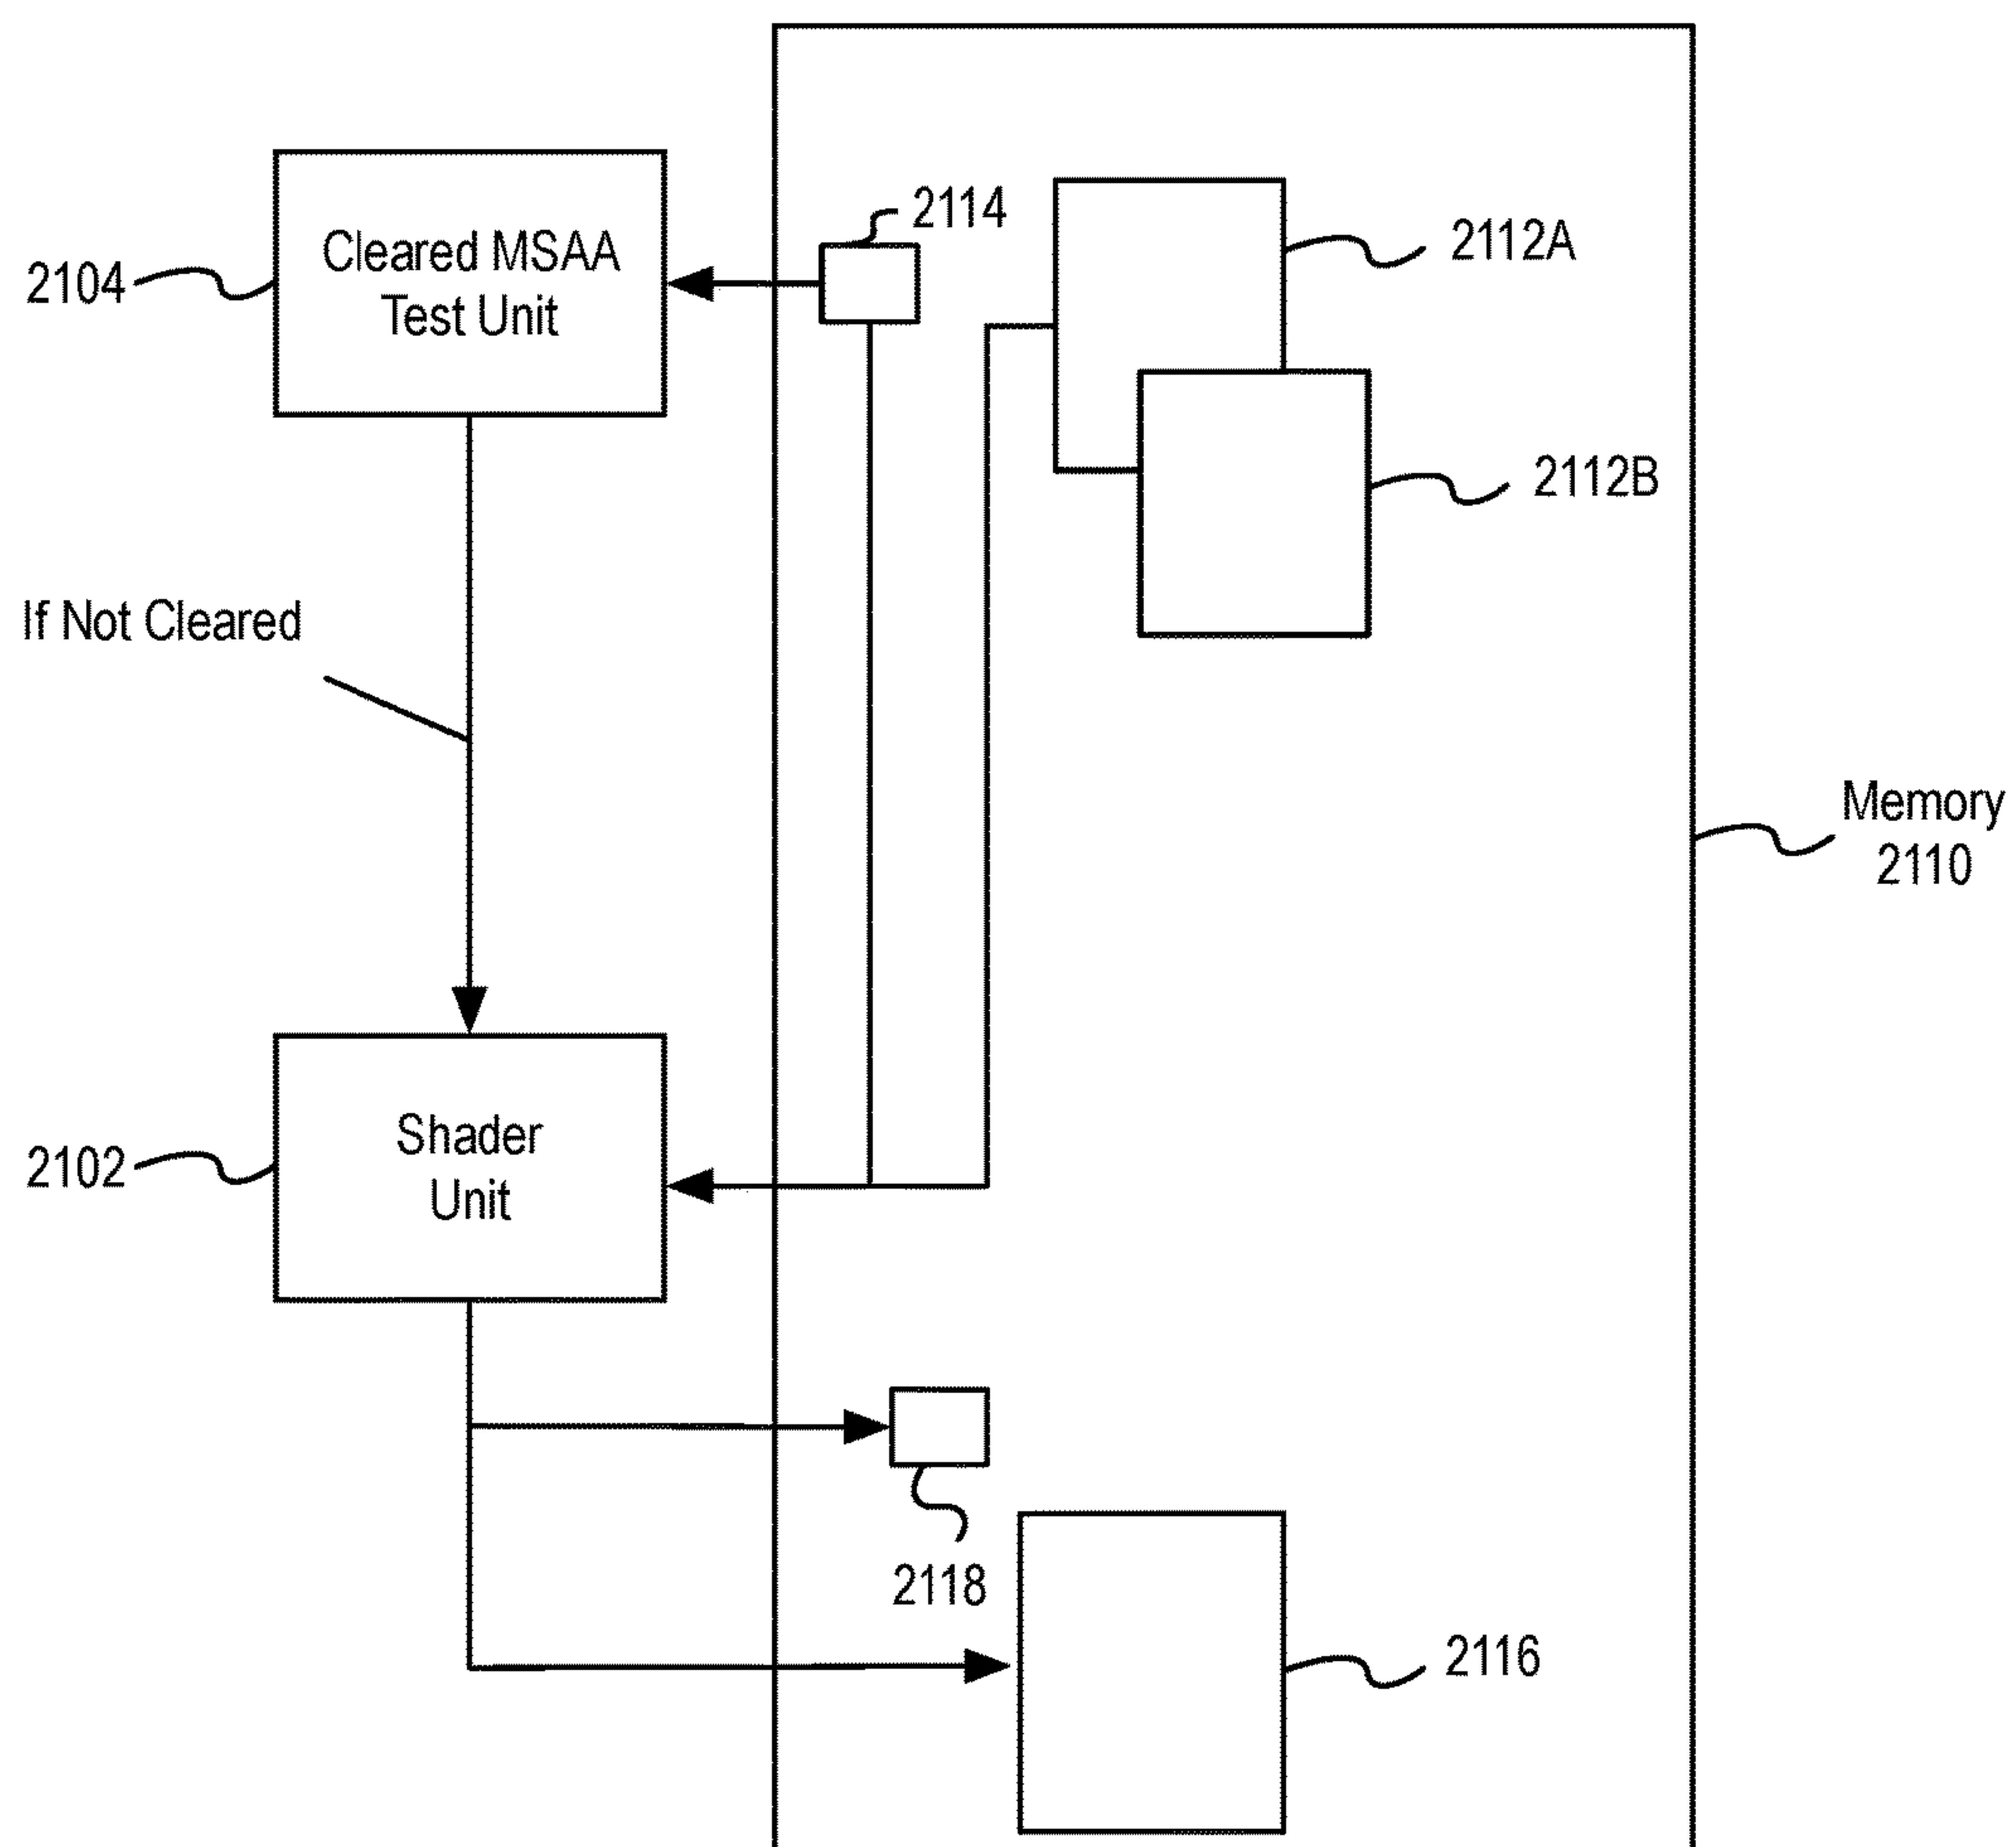 2114
2112A
Cleared MSAA
Test Unit
2104
2112B
If Not Cleared
Memory
2110
Shader
Unit
2102
2118
2116